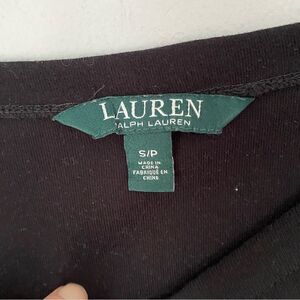 LAUREN
RALPH LAUREN
S/P
MADE IN
CHINA
FABRIQUÉ EN
CHINE